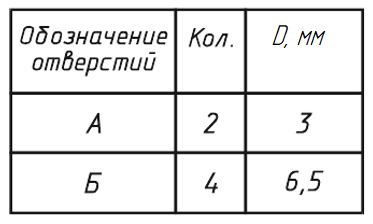 Обозначение отверстий Кол. D, мм
А 2 3
Б 4 6,5